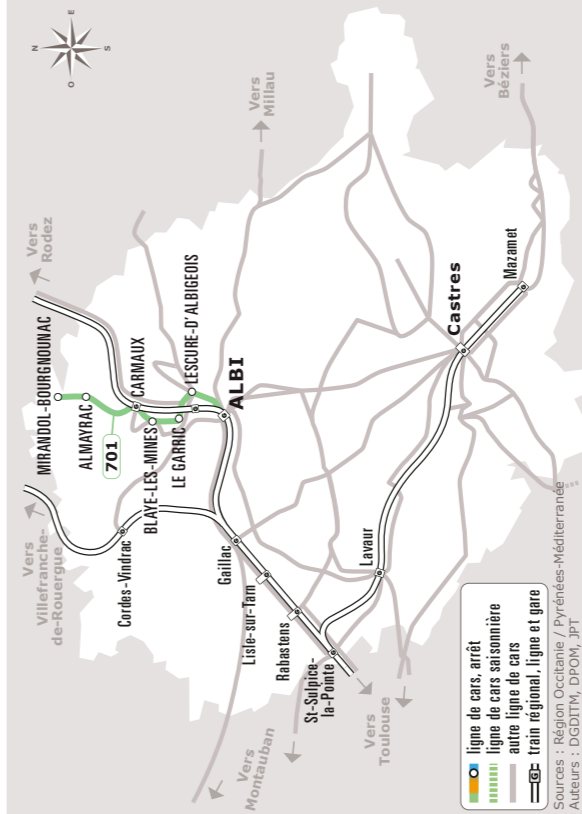 N
E
S
O
Vers
Rodez
Vers
Villefranche-
de-Rouergue
MIRANDOL-BOURGNOUNAC
ALMAYRAC
701
CARMAUX
BLAYE-LES-MINES
LE GARRIC
LESCURE-D'ALBIGEOIS
ALBI
Vers
Millau
Cordes-Vindrac
Gaillac
Lisle-sur-Tarn
Rabastens
St-Sulpice-
la-Pointe
Vers
Montauban
Vers
Toulouse
Lavaur
Castres
Mazamet
Vers
Béziers
ligne de cars, arrêt
ligne de cars saisonnière
autre ligne de cars
G train régional, ligne et gare
Sources : Région Occitanie / Pyrénées-Méditerranée
Auteurs : DGDITM, DPOM, JPT